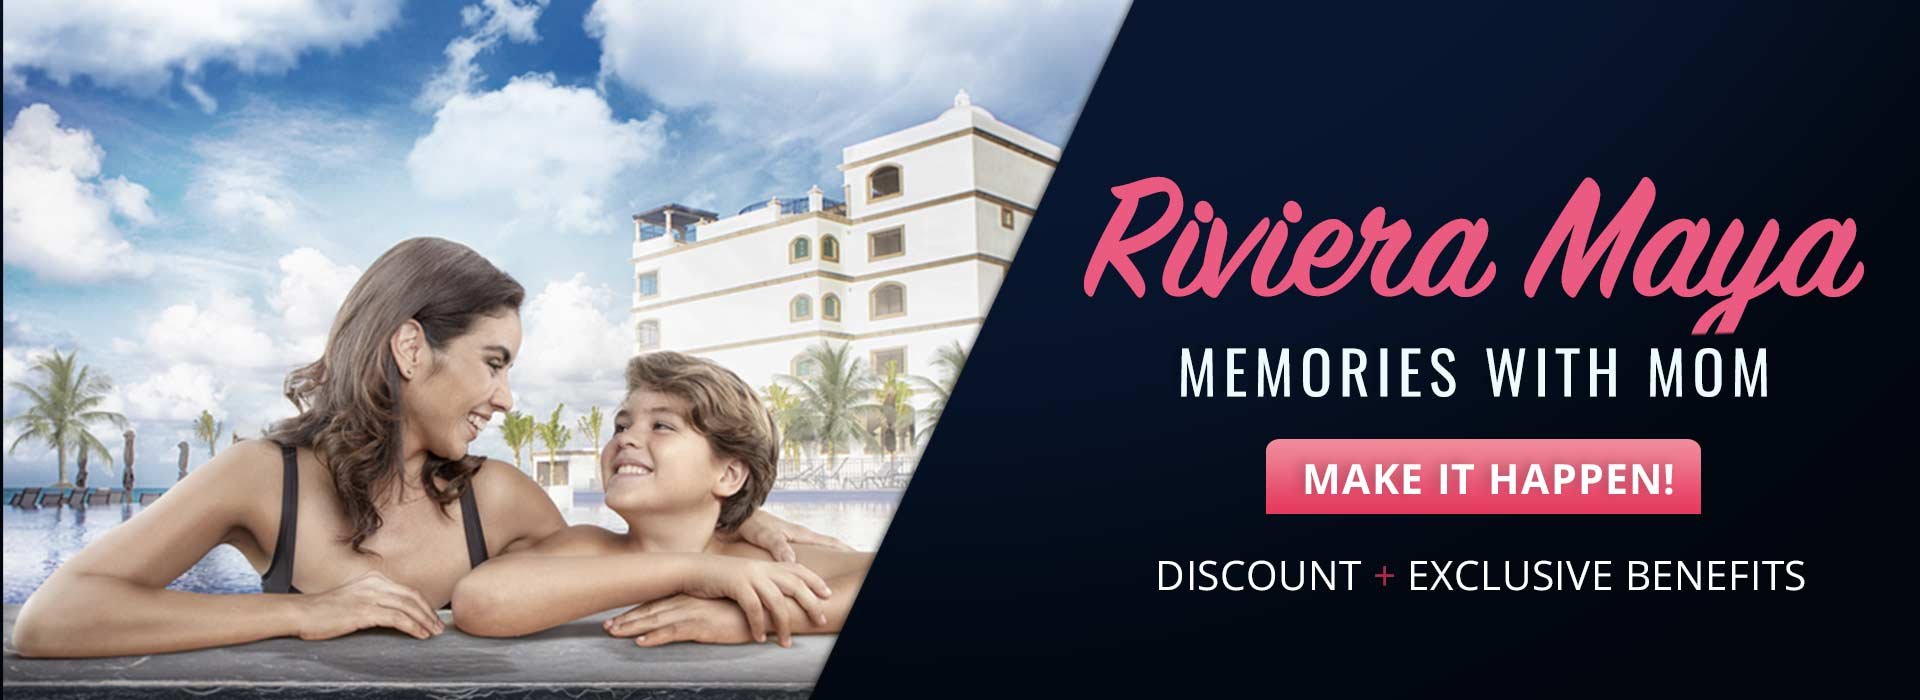 Riviera Maya
MEMORIES WITH MOM
MAKE IT HAPPEN!
DISCOUNT + EXCLUSIVE BENEFITS